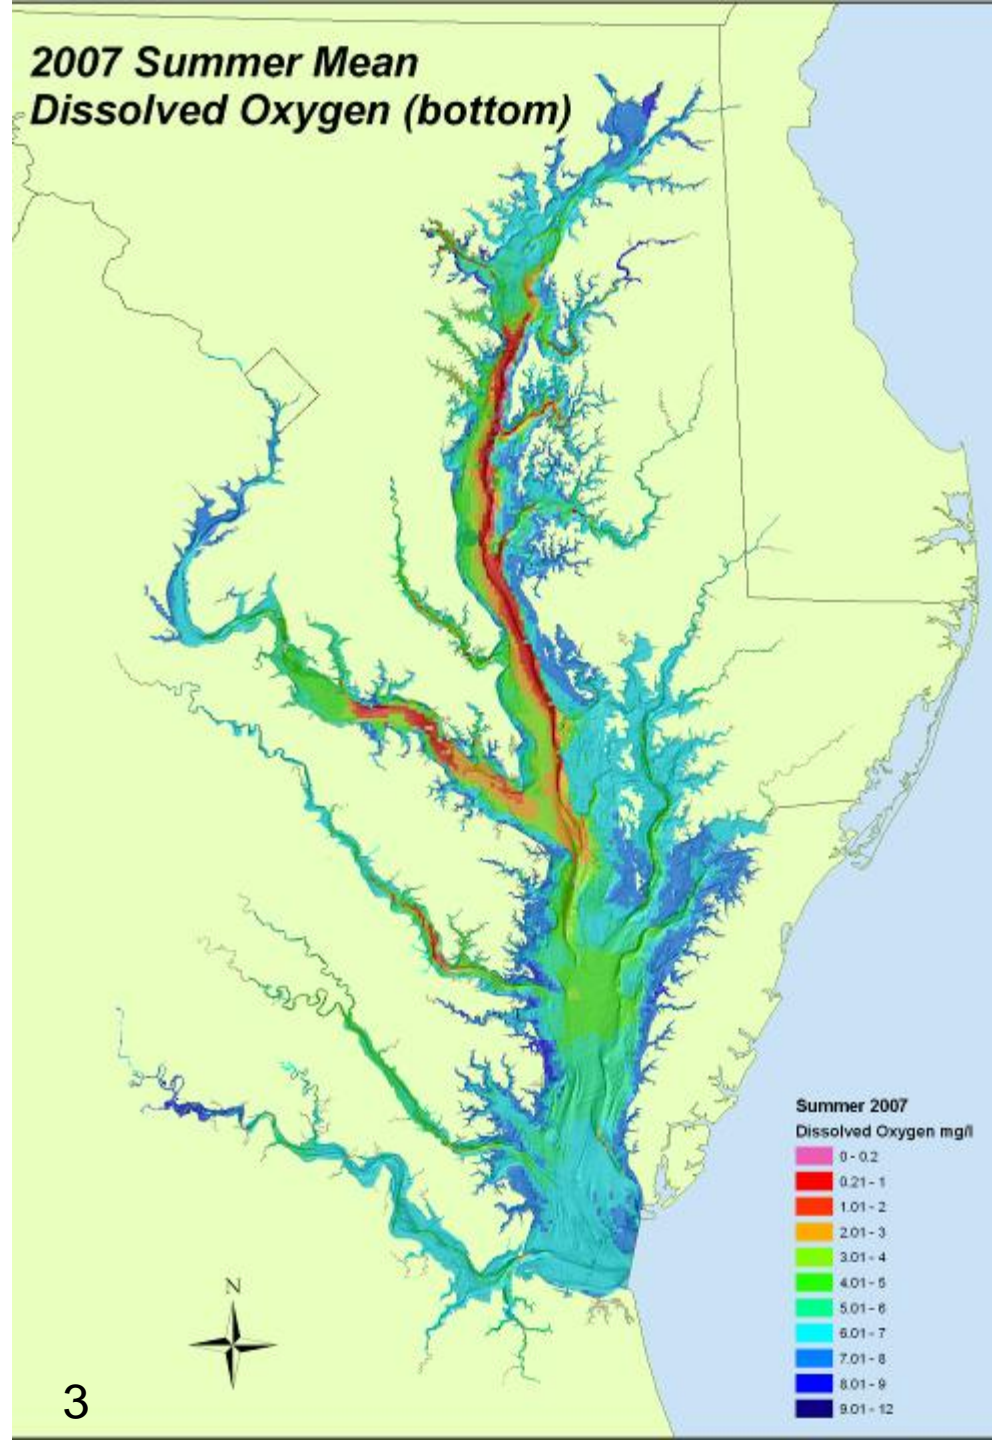 2007 Summer Mean
Dissolved Oxygen (bottom)
Summer 2007
Dissolved Oxygen mg/l
0 - 0.2
0.21 - 1
1.01 - 2
2.01 - 3
3.01 - 4
4.01 - 5
5.01 - 6
6.01 - 7
7.01 - 8
8.01 - 9
9.01 - 12
N
3